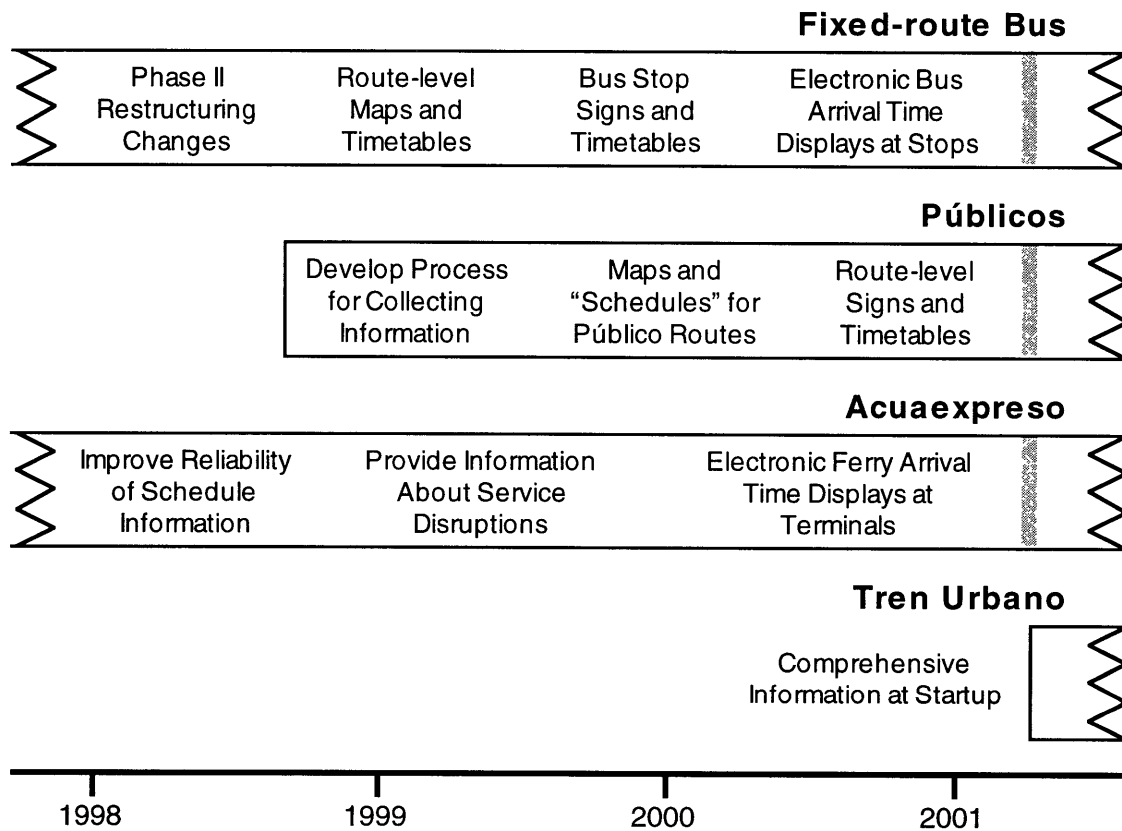 Fixed-route Bus
Phase II
Restructuring
Changes
Route-level
Maps and
Timetables
Bus Stop
Signs and
Timetables
Electronic Bus
Arrival Time
Displays at Stops
Públicos
Develop Process
for Collecting
Information
Maps and
“Schedules” for
Público Routes
Route-level
Signs and
Timetables
Acuaexpreso
Improve Reliability
of Schedule
Information
Provide Information
About Service
Disruptions
Electronic Ferry Arrival
Time Displays at
Terminals
Tren Urbano
Comprehensive
Information at Startup
1998
1999
2000
2001